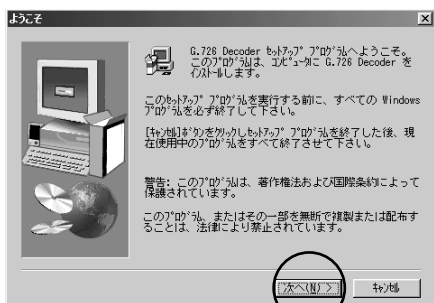 ようこそ
G.726 Decoder ｾｯﾄｱｯﾌﾟ ﾌﾟﾛｸﾞﾗﾑへようこそ。
このﾌﾟﾛｸﾞﾗﾑは、ｺﾝﾋﾟｭｰﾀに G.726 Decoder を
ｲﾝｽﾄｰﾙします。
このｾｯﾄｱｯﾌﾟ ﾌﾟﾛｸﾞﾗﾑを実行する前に、すべての Windows
ﾌﾟﾛｸﾞﾗﾑを必ず終了して下さい。
[ｷｬﾝｾﾙ]ﾎﾞﾀﾝをｸﾘｯｸしｾｯﾄｱｯﾌﾟ ﾌﾟﾛｸﾞﾗﾑを終了した後、現
在使用中のﾌﾟﾛｸﾞﾗﾑをすべて終了させて下さい。
警告: このﾌﾟﾛｸﾞﾗﾑは、著作権法および国際条約によって
保護されています。
このﾌﾟﾛｸﾞﾗﾑ、またはその一部を無断で複製または配布す
ることは、法律により禁止されています。
次へ(N) > ｷｬﾝｾﾙ